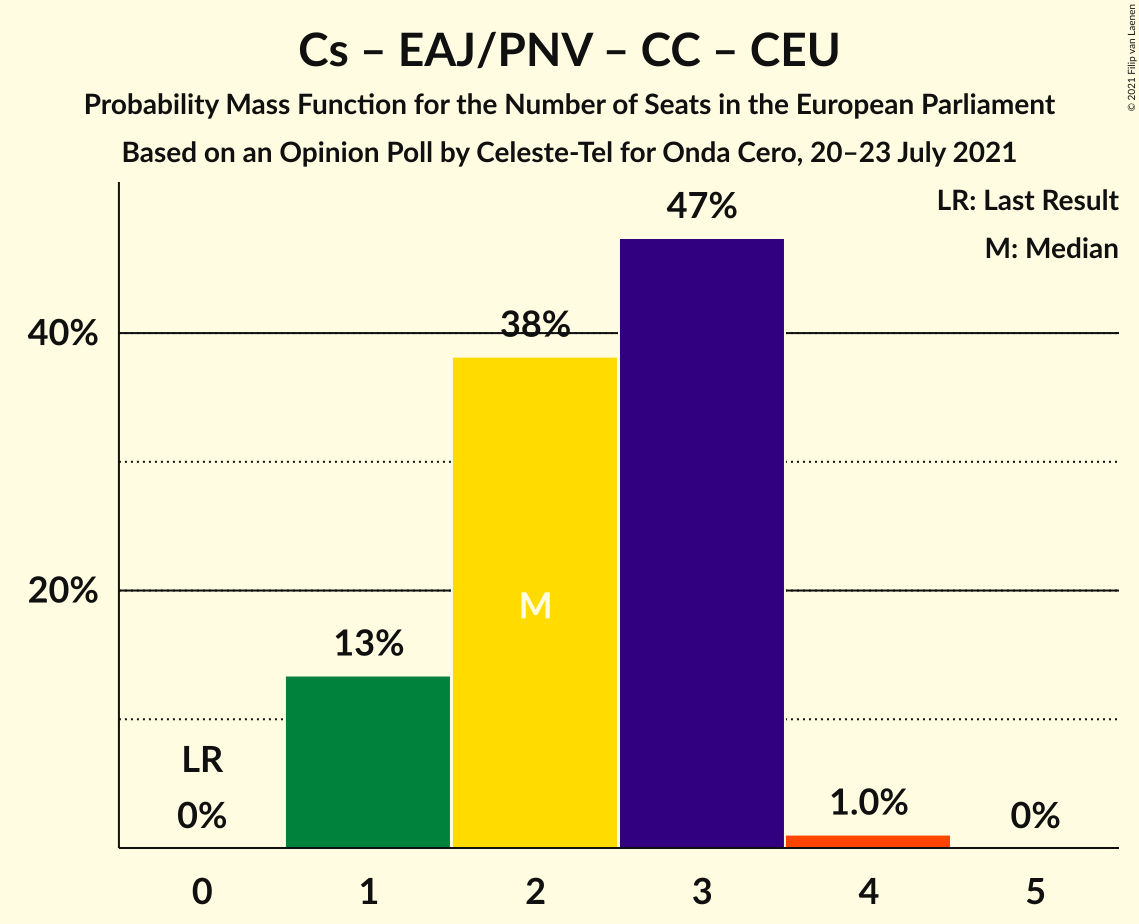 Cs – EAJ/PNV – CC – CEU
Probability Mass Function for the Number of Seats in the European Parliament
Based on an Opinion Poll by Celeste-Tel for Onda Cero, 20–23 July 2021
© 2021 Filip van Laenen
LR: Last Result
M: Median
47%
38%
40%
20%
M
13%
LR
0%
1.0%
0%
0 1 2 3 4 5